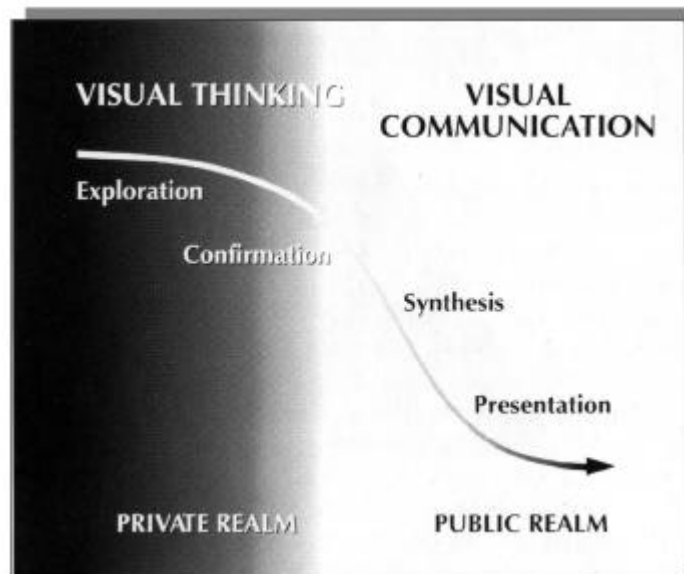 VISUAL THINKING
VISUAL
COMMUNICATION
Exploration
Confirmation
Synthesis
Presentation
PRIVATE REALM
PUBLIC REALM